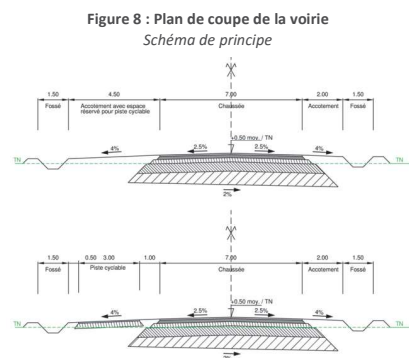 Figure 8 : Plan de coupe de la voirie
Schéma de principe
1.50 4.50 7.00 2.00 1.50
Fossé Accotement avec espace réservé pour piste cyclable Chaussée Accotement Fossé
+0.50 moy. / TN
TN 4% 2.5% 2.5% 4% TN
2%
1.50 0.50 3.00 1.00 7.00 2.00 1.50
Fossé Piste cyclable Chaussée Accotement Fossé
+0.50 moy. / TN
TN 4% 2.5% 2.5% 4% TN